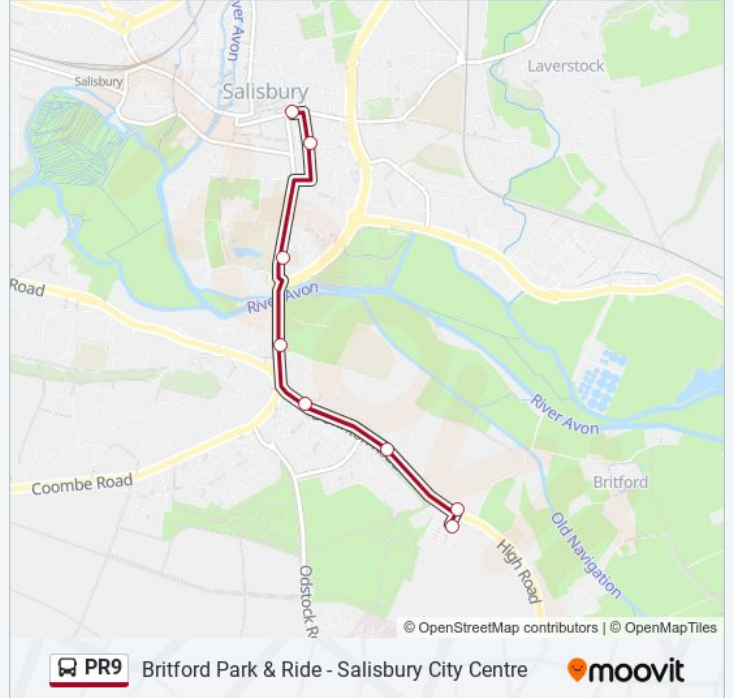 ver Avon
Laverstock
Salisbury
Salisbury
Road
River Avon
River Avon
Coombe Road
Britford
Old Navigation
High Road
Odstock R
© OpenStreetMap contributors | © OpenMapTiles
PR9
Britford Park & Ride - Salisbury City Centre
moovit